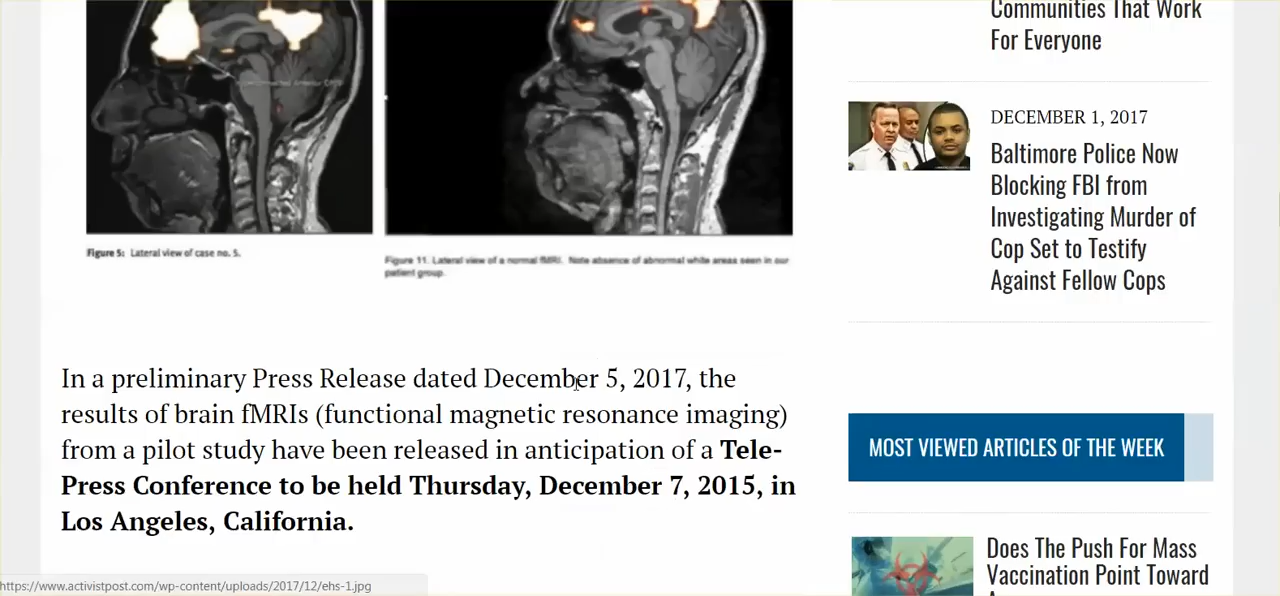 Communities That Work
For Everyone
DECEMBER 1, 2017
Baltimore Police Now
Blocking FBI from
Investigating Murder of
Cop Set to Testify
Against Fellow Cops
Figure 5: Lateral view of case no. 5.
Figure 11. Lateral view of a normal fMRI. Note absence of abnormal white areas seen in our
patient group.
In a preliminary Press Release dated December 5, 2017, the
results of brain fMRIs (functional magnetic resonance imaging)
from a pilot study have been released in anticipation of a Tele-
Press Conference to be held Thursday, December 7, 2015, in
Los Angeles, California.
MOST VIEWED ARTICLES OF THE WEEK
Does The Push For Mass
Vaccination Point Toward
https://www.activistpost.com/wp-content/uploads/2017/12/ehs-1.jpg